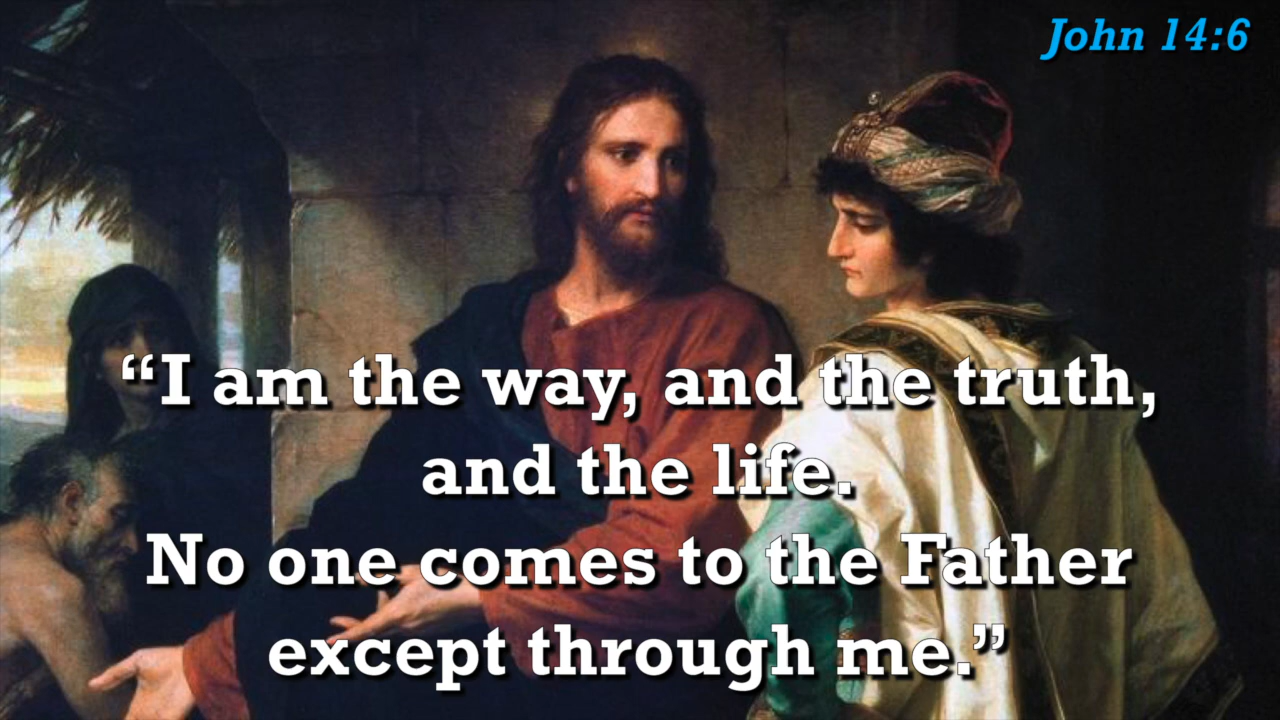 John 14:6
“I am the way, and the truth,
and the life.
No one comes to the Father
except through me.”